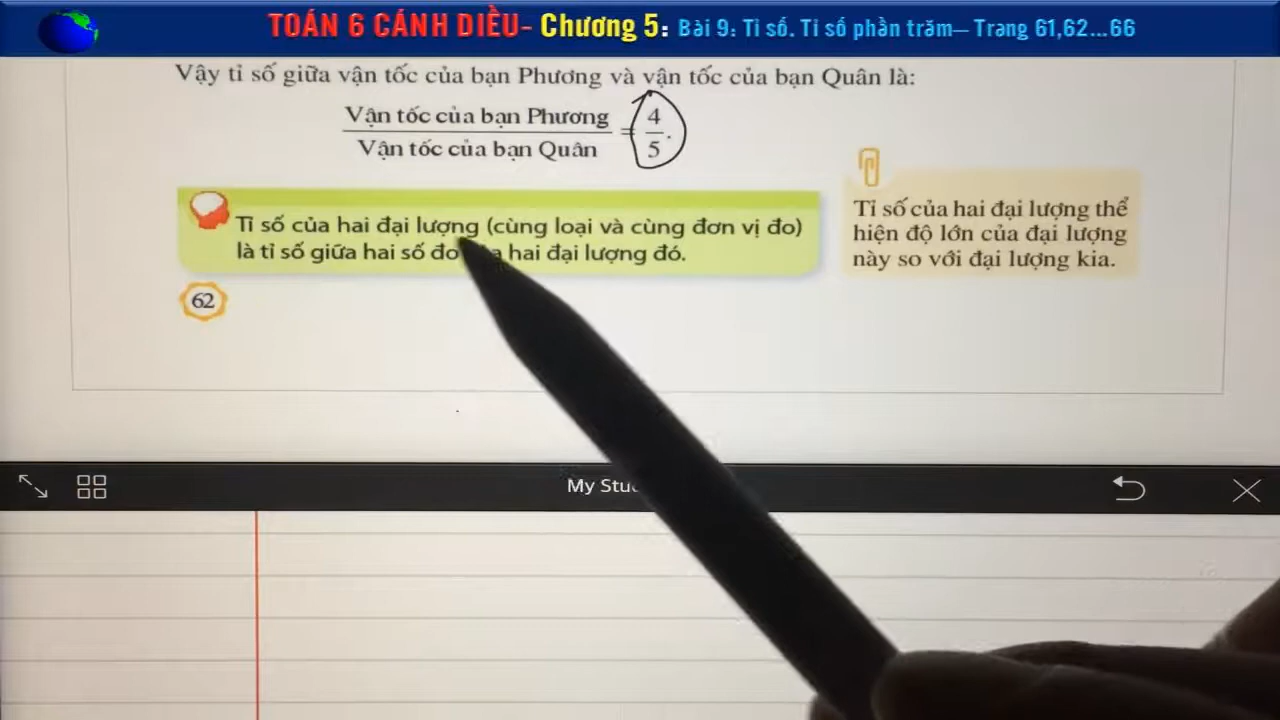 TOÁN 6 CÁNH DIỀU- Chương 5: Bài 9: Tỉ số. Tỉ số phần trăm– Trang 61,62...66
Vậy tỉ số giữa vận tốc của bạn Phương và vận tốc của bạn Quân là:
Vận tốc của bạn Phương
Vận tốc của bạn Quân
= 4/5.
Tỉ số của hai đại lượng (cùng loại và cùng đơn vị đo)
là tỉ số giữa hai số đo hai đại lượng đó.
Tỉ số của hai đại lượng thể
hiện độ lớn của đại lượng
này so với đại lượng kia.
62
My